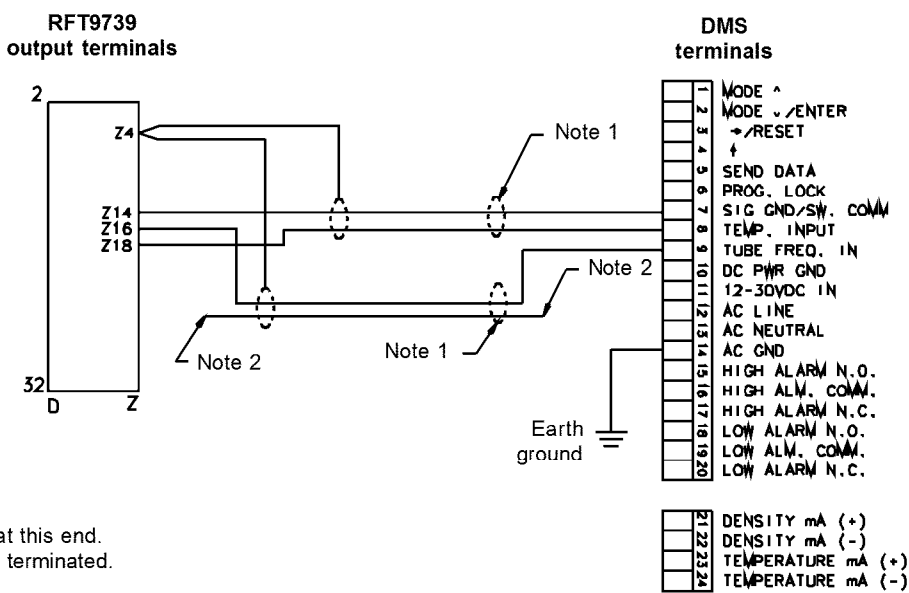 RFT9739
output terminals
DMS
terminals
2
Z4
Z14
Z16
Z18
32
D
Z
Note 1
Note 2
Note 2
Note 1
Earth
ground
1 MODE ^
2 MODE ⌄/ENTER
3 →/RESET
4 ↑
5 SEND DATA
6 PROG. LOCK
7 SIG GND/SW. COMM
8 TEMP. INPUT
9 TUBE FREQ. IN
10 DC PWR GND
11 12-30VDC IN
12 AC LINE
13 AC NEUTRAL
14 AC GND
15 HIGH ALARM N.O.
16 HIGH ALM. COMM.
17 HIGH ALARM N.C.
18 LOW ALARM N.O.
19 LOW ALM. COMM.
20 LOW ALARM N.C.
21 DENSITY mA (+)
22 DENSITY mA (-)
23 TEMPERATURE mA (+)
24 TEMPERATURE mA (-)
at this end.
terminated.